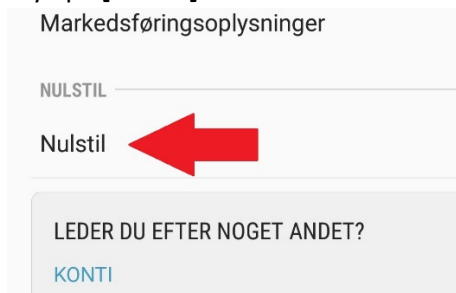 Markedsføringsoplysninger
NULSTIL
Nulstil
LEDER DU EFTER NOGET ANDET?
KONTI